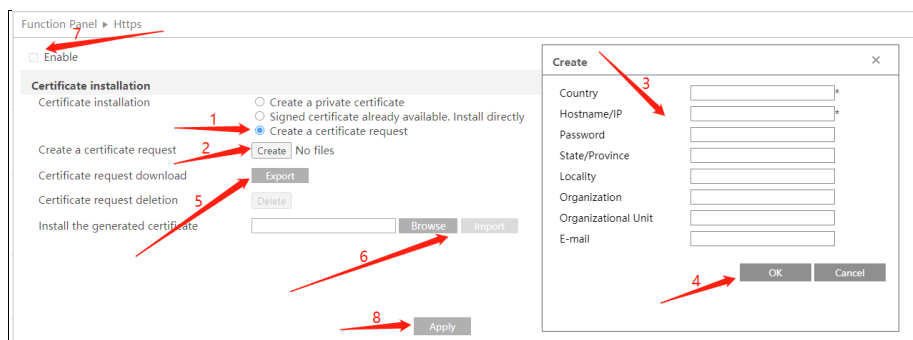 Function Panel ▸ Https
7
Enable
Certificate installation
Certificate installation
Create a private certificate
Signed certificate already available. Install directly
1
Create a certificate request
Create a certificate request
2
Create No files
Certificate request download
Export
5
Certificate request deletion
Delete
Install the generated certificate
Browse Import
6
8
Apply
Create ×
3
Country *
Hostname/IP *
Password
State/Province
Locality
Organization
Organizational Unit
E-mail
4
OK Cancel